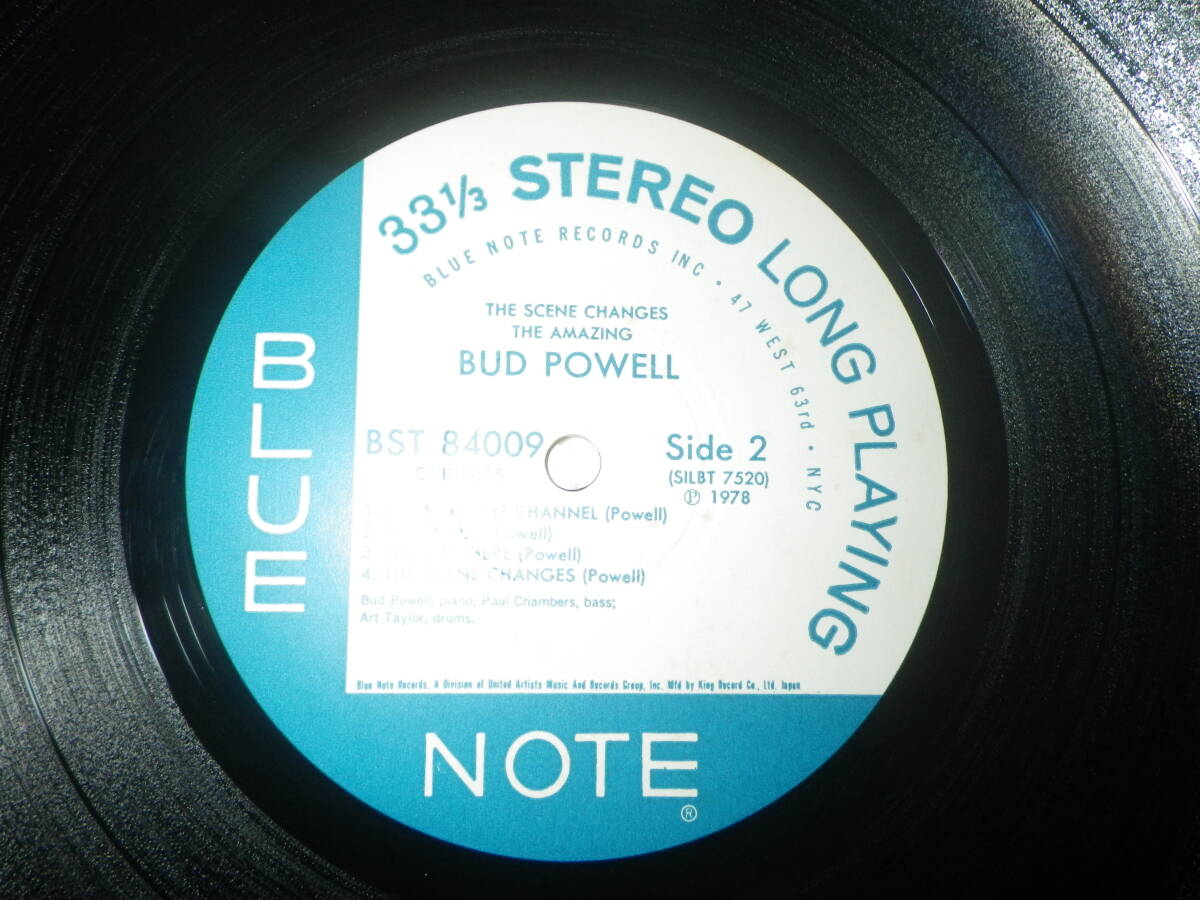 33⅓ STEREO LONG PLAYING
BLUE NOTE RECORDS INC · 47 WEST 63rd · NYC
THE SCENE CHANGES
THE AMAZING
BUD POWELL
BST 84009
Side 2
(SILBT 7520)
Ⓟ 1978
1. CHANNEL (Powell)
2. (Powell)
3. (Powell)
4. THE SCENE CHANGES (Powell)
Bud Powell, piano, Paul Chambers, bass;
Art Taylor, drums.
Blue Note Records, A Division of United Artists Music And Records Group, Inc. Mfd by King Record Co., Ltd. Japan
BLUE
NOTE
®